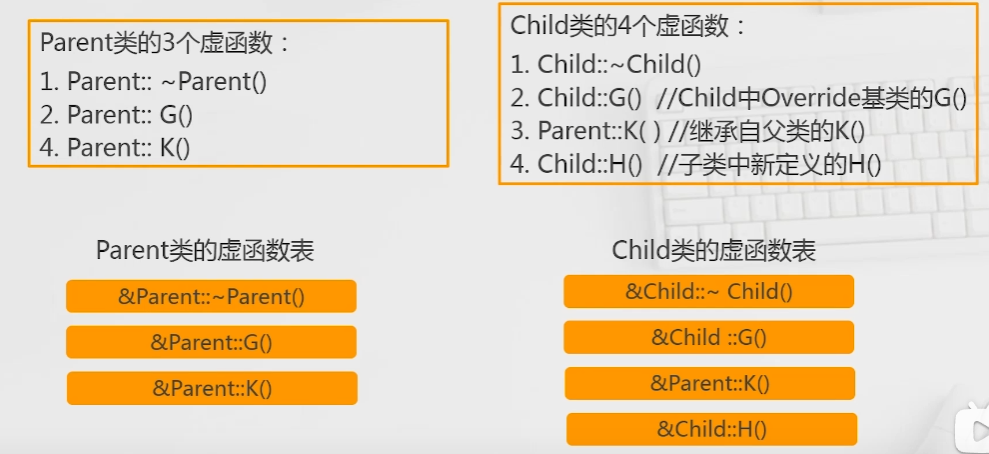 Parent类的3个虚函数：
1. Parent:: ~Parent()
2. Parent:: G()
4. Parent:: K()
Child类的4个虚函数：
1. Child::~Child()
2. Child::G()  //Child中Override基类的G()
3. Parent::K( ) //继承自父类的K()
4. Child::H()  //子类中新定义的H()
Parent类的虚函数表
&Parent::~Parent()
&Parent::G()
&Parent::K()
Child类的虚函数表
&Child::~ Child()
&Child ::G()
&Parent::K()
&Child::H()